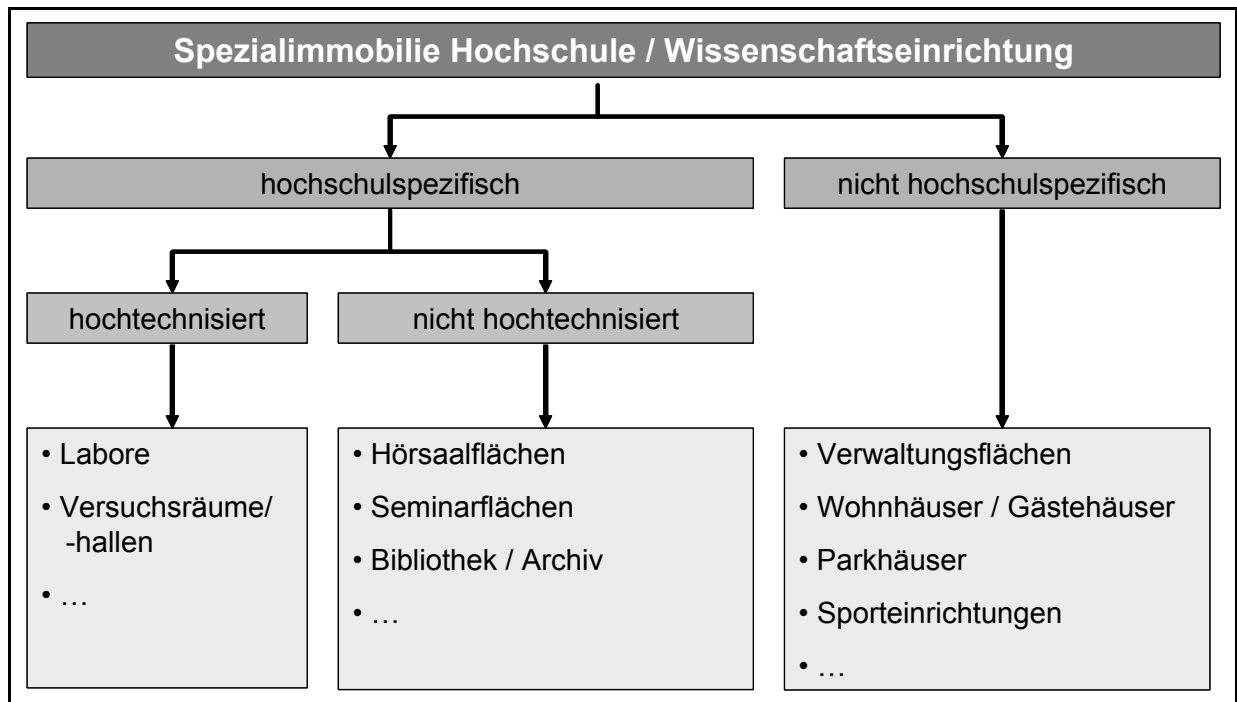 Spezialimmobilie Hochschule / Wissenschaftseinrichtung
hochschulspezifisch
nicht hochschulspezifisch
hochtechnisiert
nicht hochtechnisiert
• Labore
• Versuchsräume/
-hallen
• …
• Hörsaalflächen
• Seminarflächen
• Bibliothek / Archiv
• …
• Verwaltungsflächen
• Wohnhäuser / Gästehäuser
• Parkhäuser
• Sporteinrichtungen
• …